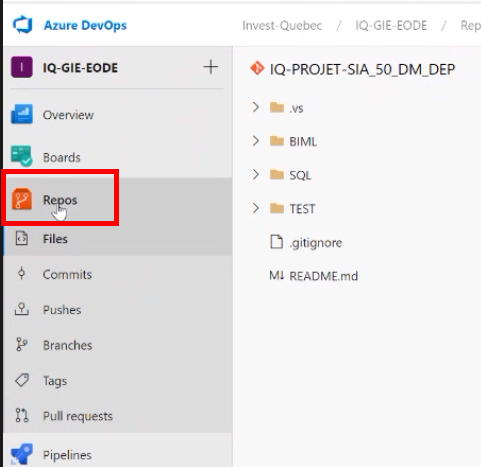 Azure DevOps
Invest-Quebec / IQ-GIE-EODE / Rep
I IQ-GIE-EODE +
IQ-PROJET-SIA_50_DM_DEP
.vs
Overview
BIML
Boards
SQL
Repos
TEST
Files
.gitignore
Commits
M↓ README.md
Pushes
Branches
Tags
Pull requests
Pipelines